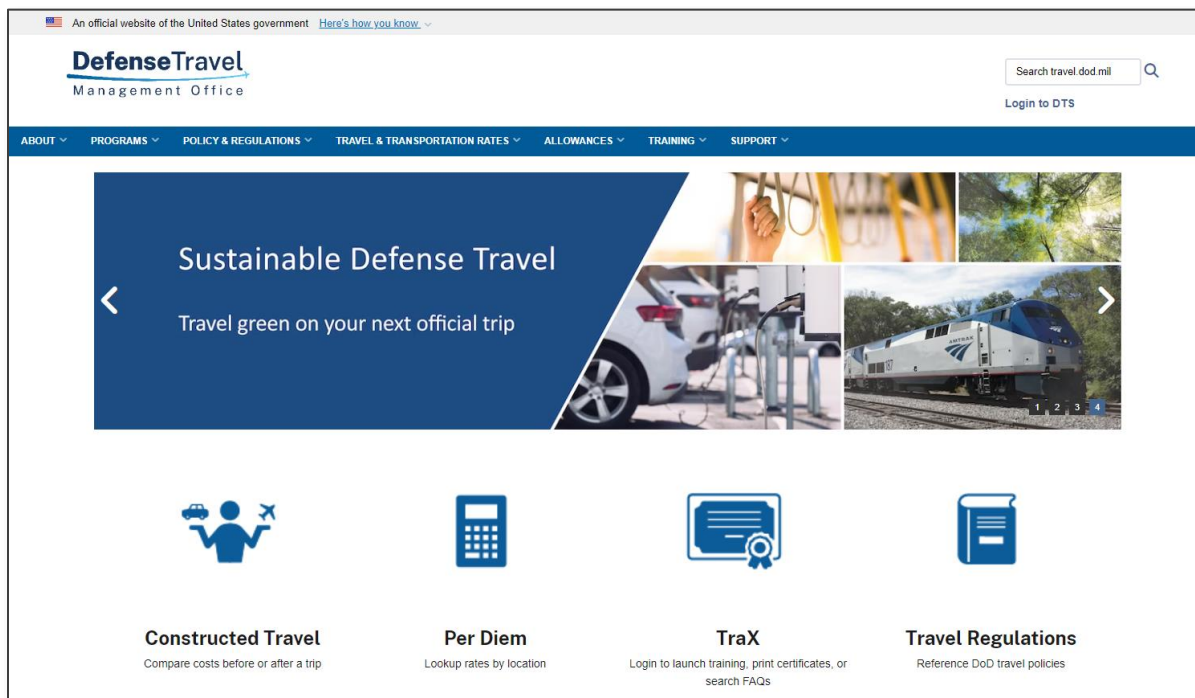 An official website of the United States government Here's how you know
DefenseTravel
Management Office
Search travel.dod.mil
Login to DTS
ABOUT PROGRAMS POLICY & REGULATIONS TRAVEL & TRANSPORTATION RATES ALLOWANCES TRAINING SUPPORT
Sustainable Defense Travel
Travel green on your next official trip
AMTRAK
187
1 2 3 4
Constructed Travel
Compare costs before or after a trip
Per Diem
Lookup rates by location
TraX
Login to launch training, print certificates, or
search FAQs
Travel Regulations
Reference DoD travel policies